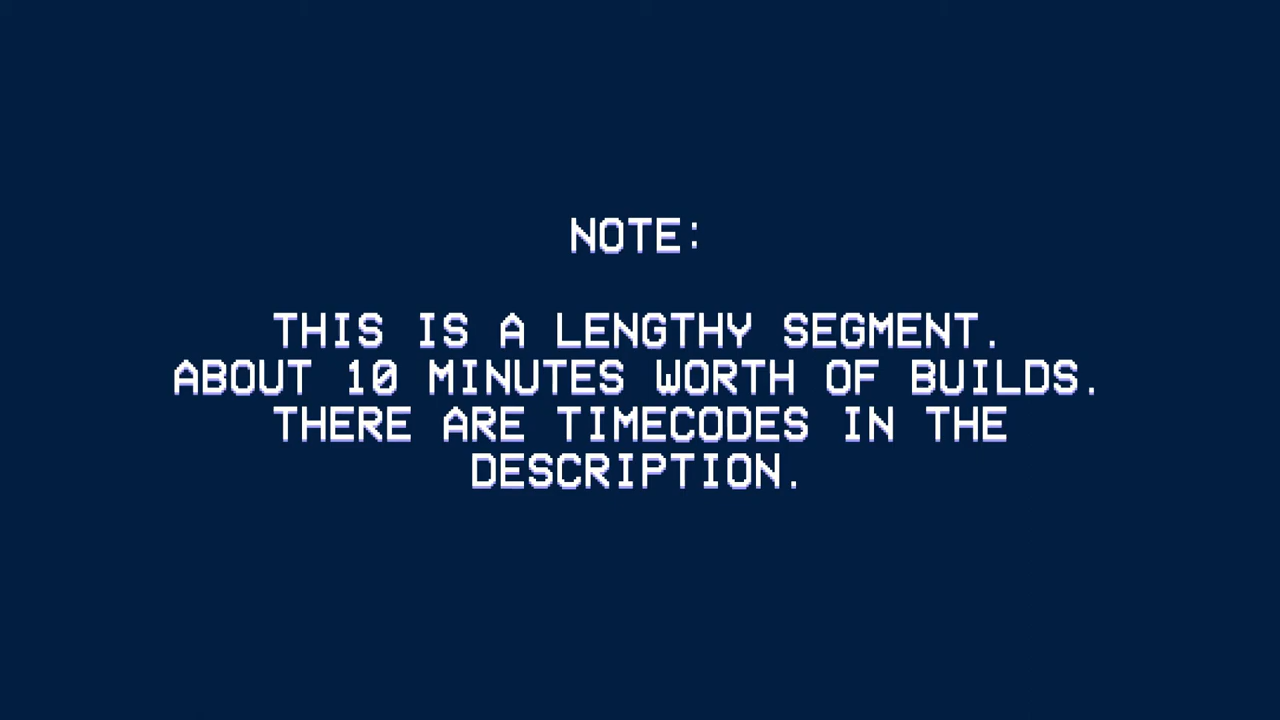 NOTE:
THIS IS A LENGTHY SEGMENT.
ABOUT 10 MINUTES WORTH OF BUILDS.
THERE ARE TIMECODES IN THE
DESCRIPTION.